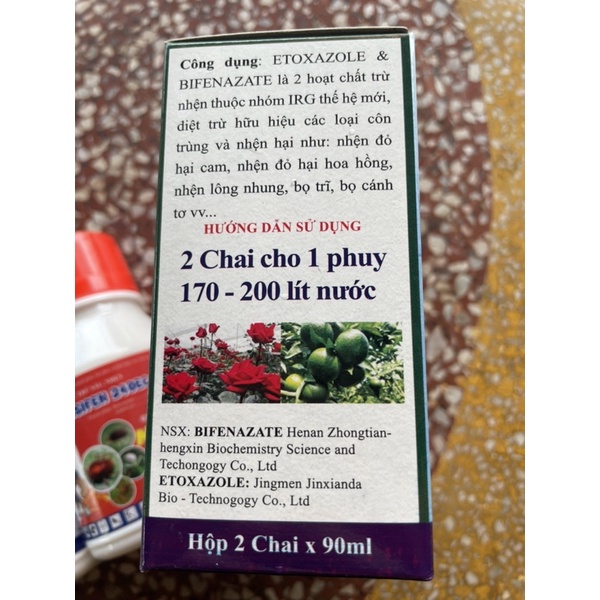 Công dụng: ETOXAZOLE &
BIFENAZATE là 2 hoạt chất trừ
nhện thuộc nhóm IRG thế hệ mới,
diệt trừ hữu hiệu các loại côn
trùng và nhện hại như: nhện đỏ
hại cam, nhện đỏ hại hoa hồng,
nhện lông nhung, bọ trĩ, bọ cánh
tơ vv...
HƯỚNG DẪN SỬ DỤNG
2 Chai cho 1 phuy
170 - 200 lít nước
NSX: BIFENAZATE Henan Zhongtian-
hengxin Biochemistry Science and
Techongogy Co., Ltd
ETOXAZOLE: Jingmen Jinxianda
Bio - Technogogy Co., Ltd
Hộp 2 Chai x 90ml